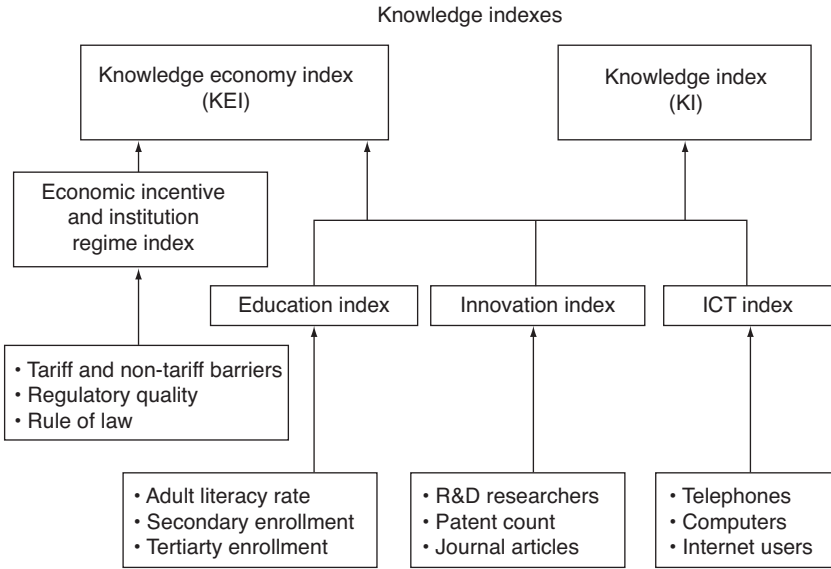 Knowledge indexes
Knowledge economy index
(KEI)
Knowledge index
(KI)
Economic incentive
and institution
regime index
Education index
Innovation index
ICT index
• Tariff and non-tariff barriers
• Regulatory quality
• Rule of law
• Adult literacy rate
• Secondary enrollment
• Tertiarty enrollment
• R&D researchers
• Patent count
• Journal articles
• Telephones
• Computers
• Internet users